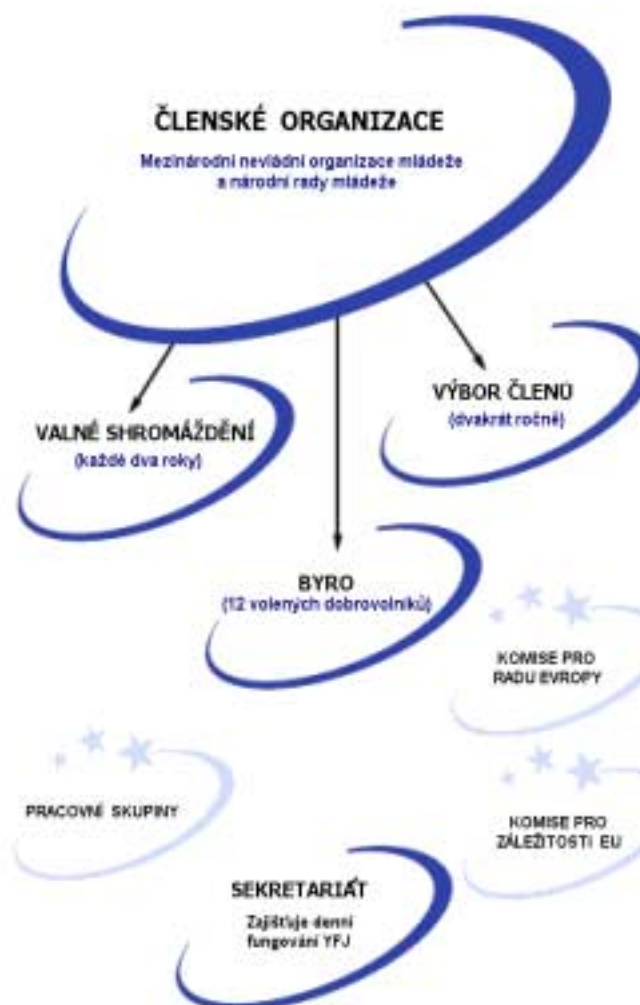 ČLENSKÉ ORGANIZACE
Mezinárodní nevládní organizace mládeže
a národní rady mládeže
VALNÉ SHROMÁŽDĚNÍ
(každé dva roky)
VÝBOR ČLENŮ
(dvakrát ročně)
BYRO
(12 volených dobrovolníků)
KOMISE PRO
RADU EVROPY
PRACOVNÍ SKUPINY
KOMISE PRO
ZÁLEŽITOSTI EU
SEKRETARIÁT
Zajišťuje denní
fungování YFJ